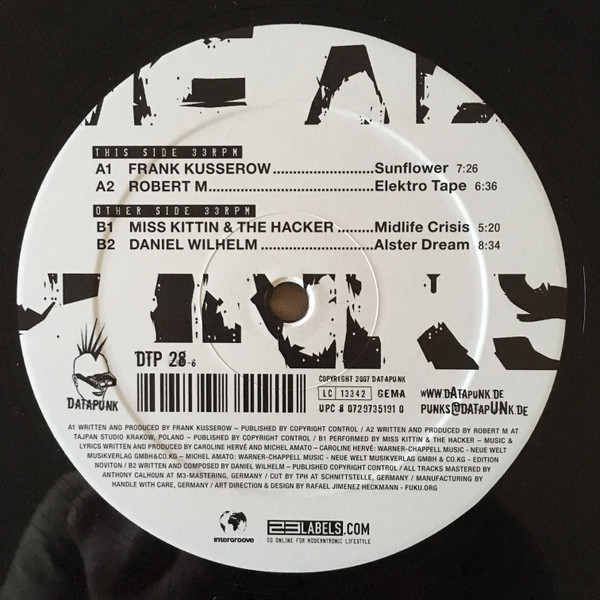 THIS SIDE 33RPM
A1 FRANK KUSSEROW.......................Sunflower 7:26
A2 ROBERT M.....................................Elektro Tape 6:36
OTHER SIDE 33RPM
B1 MISS KITTIN & THE HACKER .........Midlife Crisis 5:20
B2 DANIEL WILHELM .........................Alster Dream 8:34
DATAPUNK
DTP 28-6
COPYRIGHT 2007 DATAPUNK
LC 13342 GEMA
UPC 8 0729735191 0
www.dAtApunk.de
punks@dAtApUNk.de
A1 WRITTEN AND PRODUCED BY FRANK KUSSEROW – PUBLISHED BY COPYRIGHT CONTROL / A2 WRITTEN AND PRODUCED BY ROBERT M AT
TAJPAN STUDIO KRAKOW, POLAND – PUBLISHED BY COPYRIGHT CONTROL / B1 PERFORMED BY MISS KITTIN & THE HACKER – MUSIC &
LYRICS WRITTEN AND PRODUCED BY CAROLINE HERVÉ AND MICHEL AMATO – CAROLINE HERVÉ: WARNER-CHAPPELL MUSIC - NEUE WELT
MUSIKVERLAG GMBH&CO.KG – MICHEL AMATO: WARNER-CHAPPELL MUSIC - NEUE WELT MUSIKVERLAG GMBH & CO.KG - EDITION
NOVITON / B2 WRITTEN AND COMPOSED BY DANIEL WILHELM – PUBLISHED COPYRIGHT CONTROL / ALL TRACKS MASTERED BY
ANTHONY CALHOUN AT M3-MASTERING, GERMANY / CUT BY TPH AT SCHNITTSTELLE, GERMANY / MANUFACTURING BY
HANDLE WITH CARE, GERMANY / ART DIRECTION & DESIGN BY RAFAEL JIMENEZ HECKMANN - FUKU.ORG
intergroove
23LABELS.COM
GO ONLINE FOR MODERNTRONIC LIFESTYLE